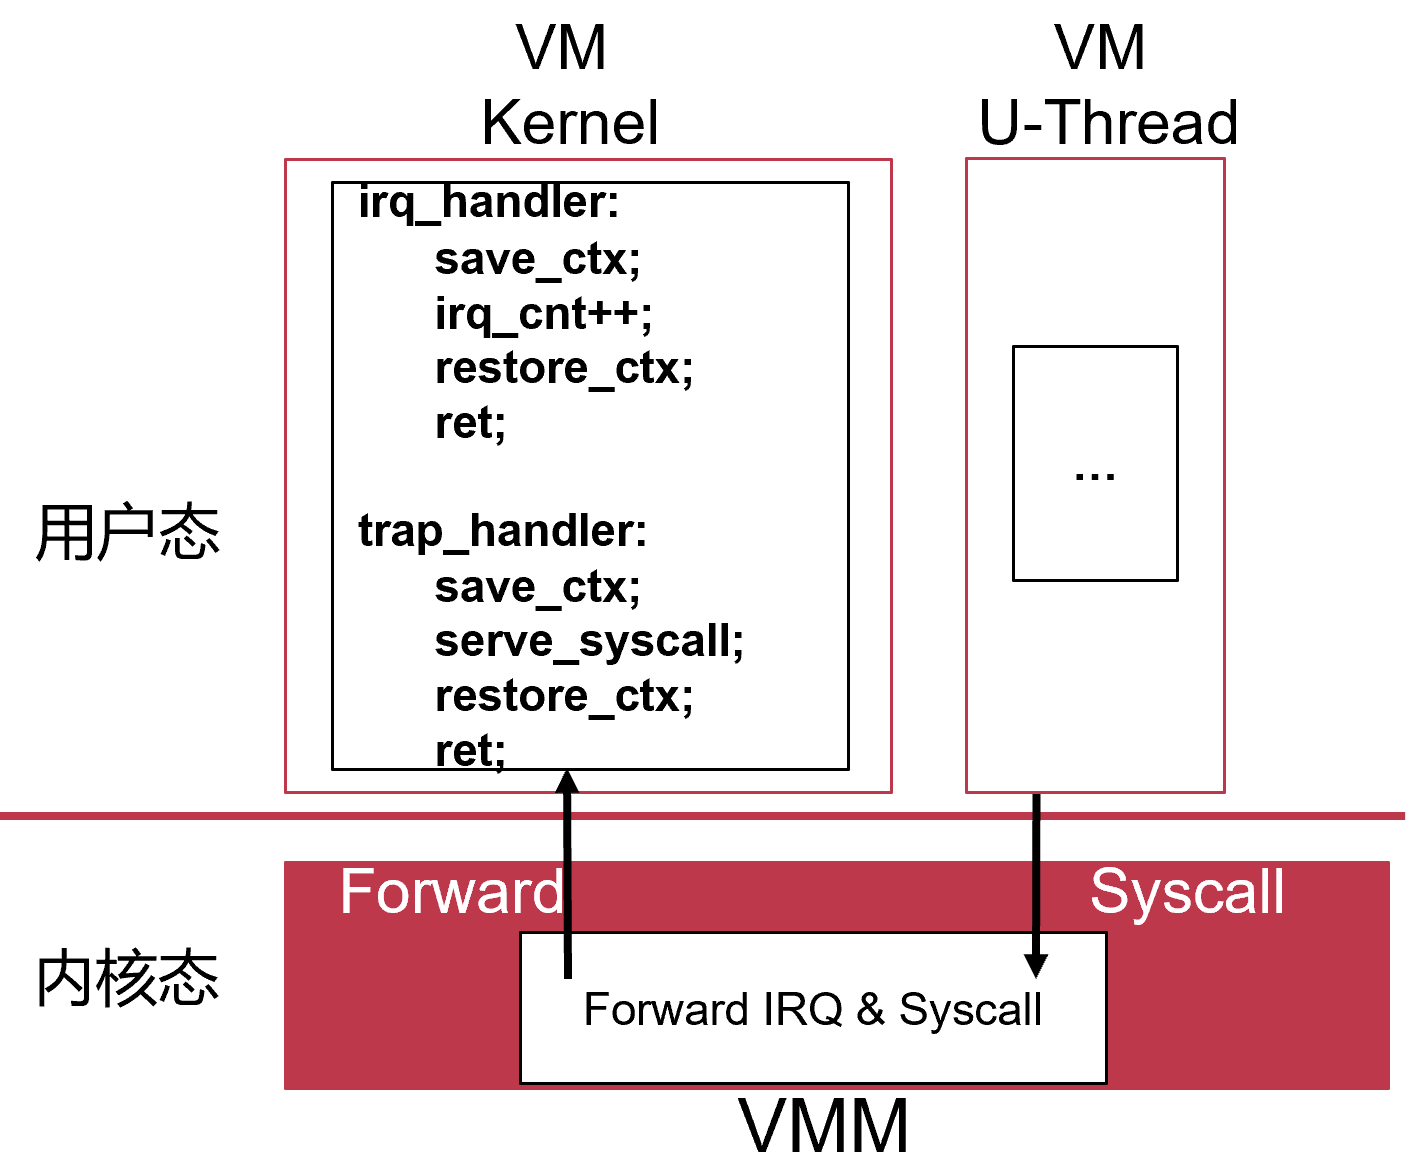 VM
Kernel
VM
U-Thread
irq_handler:
save_ctx;
irq_cnt++;
restore_ctx;
ret;
trap_handler:
save_ctx;
serve_syscall;
restore_ctx;
ret;
...
用户态
Forward
Syscall
内核态
Forward IRQ & Syscall
VMM